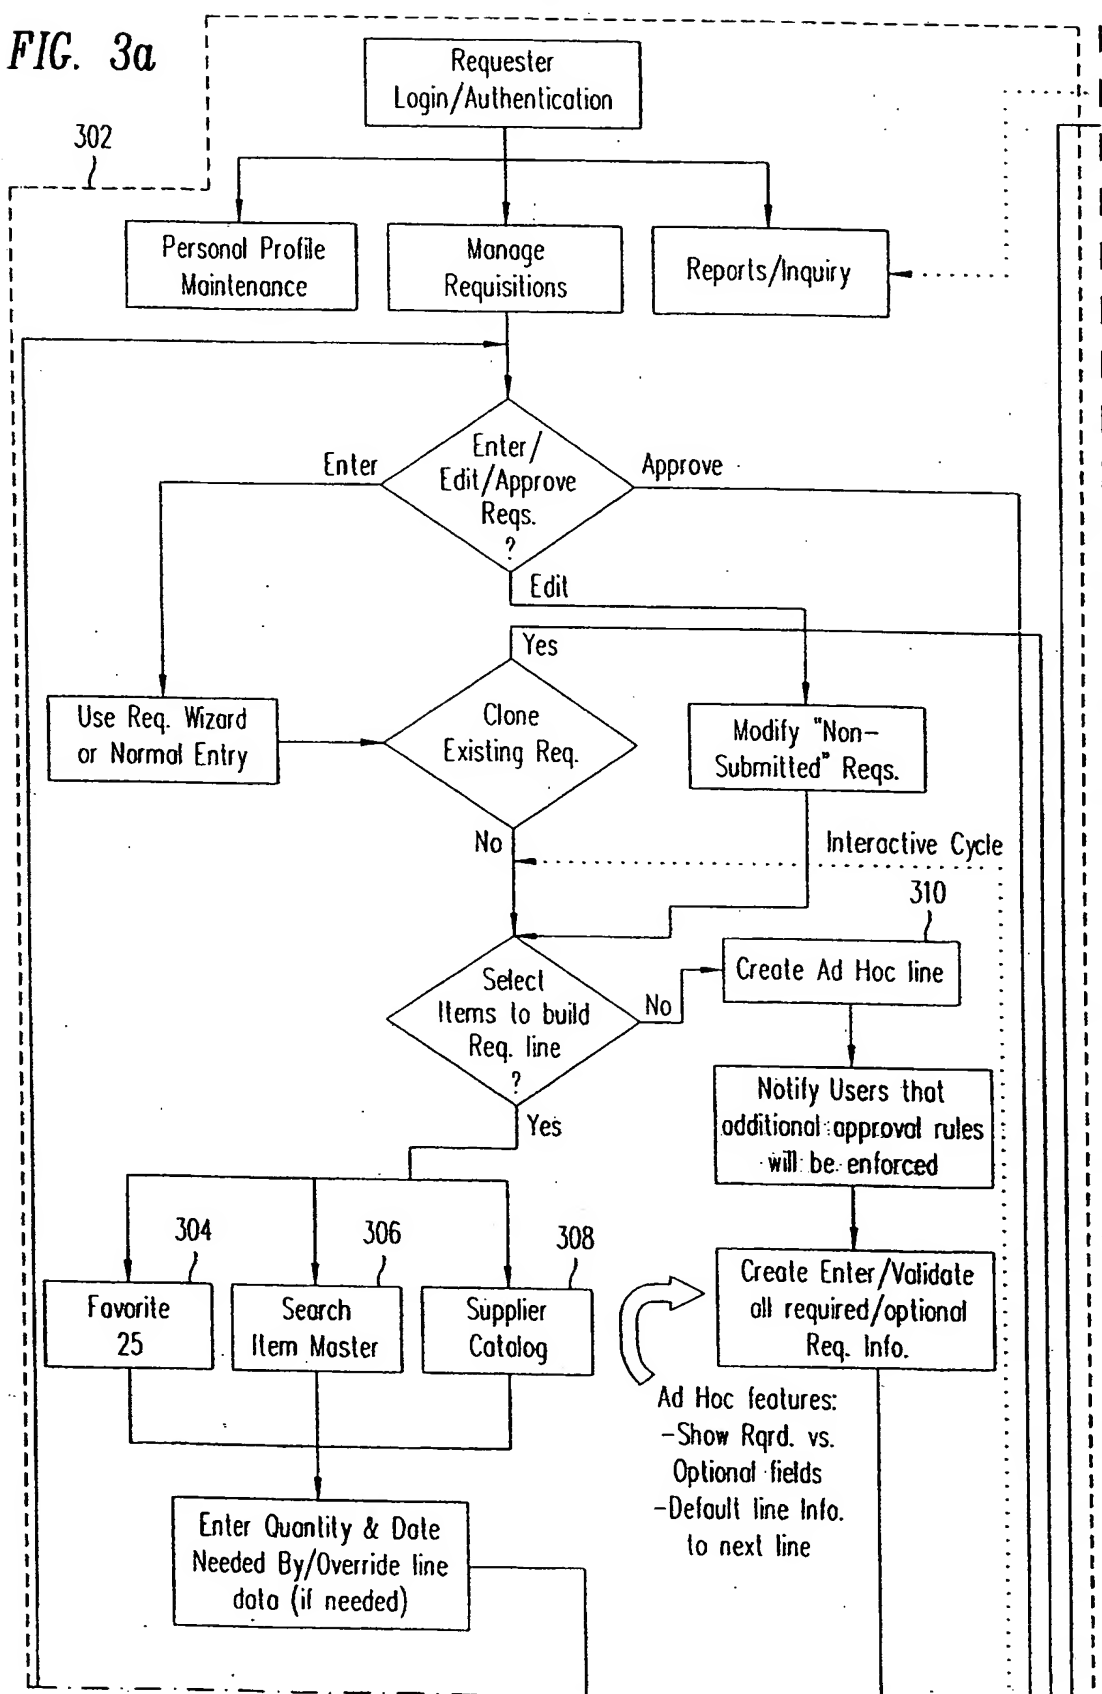 FIG. 3a
Requester
Login/Authentication
302
Personal Profile
Maintenance
Manage
Requisitions
Reports/Inquiry
Enter/
Edit/Approve
Reqs.
?
Enter
Approve
Edit
Yes
Use Req. Wizard
or Normal Entry
Clone
Existing Req.
Modify "Non-
Submitted" Reqs.
No
Interactive Cycle
310
Select
Items to build
Req. line
?
No
Create Ad Hoc line
Yes
Notify Users that
additional approval rules
will be enforced
304
306
308
Favorite
25
Search
Item Master
Supplier
Catalog
Create Enter/Validate
all required/optional
Req. Info.
Ad Hoc features:
-Show Rqrd. vs.
Optional fields
-Default line Info.
to next line
Enter Quantity & Date
Needed By/Override line
data (if needed)